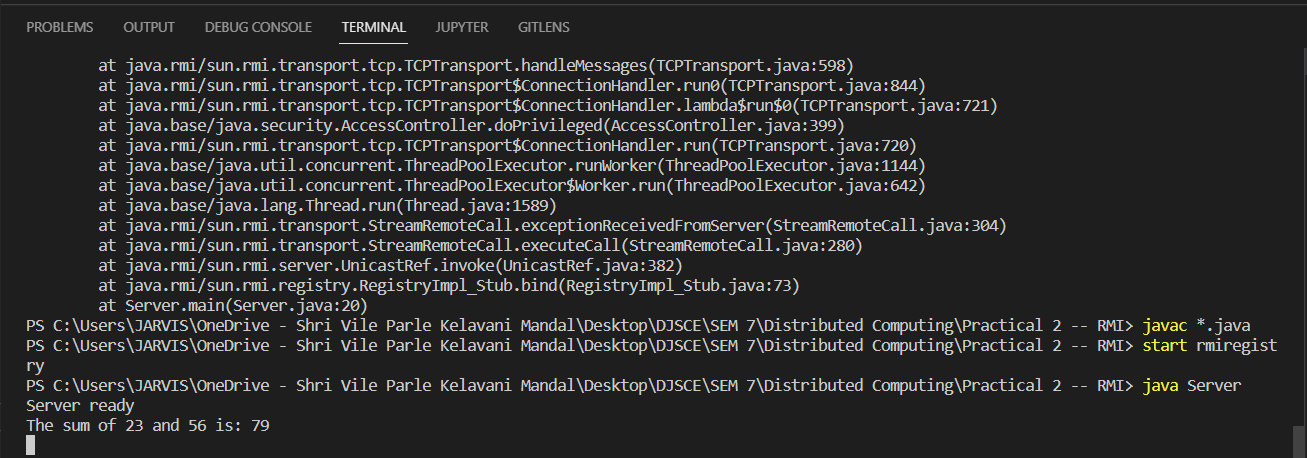 PROBLEMS OUTPUT DEBUG CONSOLE TERMINAL JUPYTER GITLENS
at java.rmi/sun.rmi.transport.tcp.TCPTransport.handleMessages(TCPTransport.java:598)
at java.rmi/sun.rmi.transport.tcp.TCPTransport$ConnectionHandler.run0(TCPTransport.java:844)
at java.rmi/sun.rmi.transport.tcp.TCPTransport$ConnectionHandler.lambda$run$0(TCPTransport.java:721)
at java.base/java.security.AccessController.doPrivileged(AccessController.java:399)
at java.rmi/sun.rmi.transport.tcp.TCPTransport$ConnectionHandler.run(TCPTransport.java:720)
at java.base/java.util.concurrent.ThreadPoolExecutor.runWorker(ThreadPoolExecutor.java:1144)
at java.base/java.util.concurrent.ThreadPoolExecutor$Worker.run(ThreadPoolExecutor.java:642)
at java.base/java.lang.Thread.run(Thread.java:1589)
at java.rmi/sun.rmi.transport.StreamRemoteCall.exceptionReceivedFromServer(StreamRemoteCall.java:304)
at java.rmi/sun.rmi.transport.StreamRemoteCall.executeCall(StreamRemoteCall.java:280)
at java.rmi/sun.rmi.server.UnicastRef.invoke(UnicastRef.java:382)
at java.rmi/sun.rmi.registry.RegistryImpl_Stub.bind(RegistryImpl_Stub.java:73)
at Server.main(Server.java:20)
PS C:\Users\JARVIS\OneDrive - Shri Vile Parle Kelavani Mandal\Desktop\DJSCE\SEM 7\Distributed Computing\Practical 2 -- RMI> javac *.java
PS C:\Users\JARVIS\OneDrive - Shri Vile Parle Kelavani Mandal\Desktop\DJSCE\SEM 7\Distributed Computing\Practical 2 -- RMI> start rmiregist
ry
PS C:\Users\JARVIS\OneDrive - Shri Vile Parle Kelavani Mandal\Desktop\DJSCE\SEM 7\Distributed Computing\Practical 2 -- RMI> java Server
Server ready
The sum of 23 and 56 is: 79